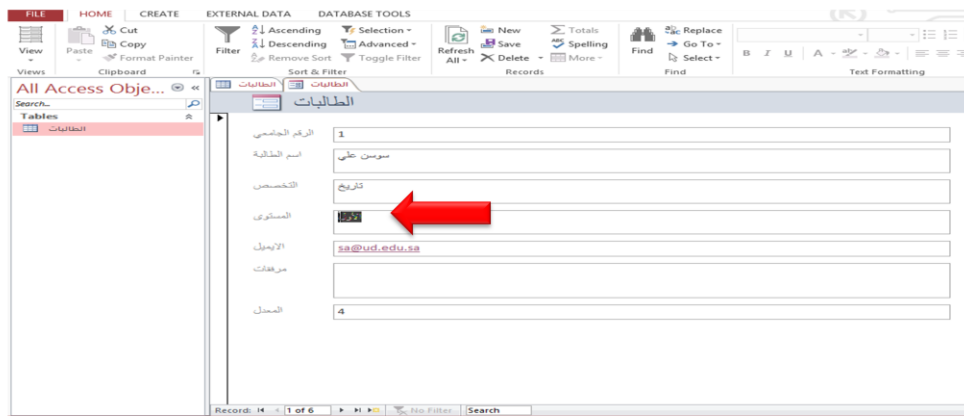 FILE HOME CREATE EXTERNAL DATA DATABASE TOOLS
View
Views
Paste
Cut
Copy
Format Painter
Clipboard
Filter
Ascending
Descending
Remove Sort
Selection
Advanced
Toggle Filter
Sort & Filter
Refresh All
New
Save
Delete
Totals
Spelling
More
Records
Find
Replace
Go To
Select
Find
B I U A
Text Formatting
All Access Obje...
Search...
Tables
الطالبات
الطالبات
الطالبات
الطالبات
الرقم الجامعي 1
اسم الطالبة سوسن علي
التخصص تاريخ
المستوى
الايميل sa@ud.edu.sa
مرفقات
المعدل 4
Record: 1 of 6 No Filter Search